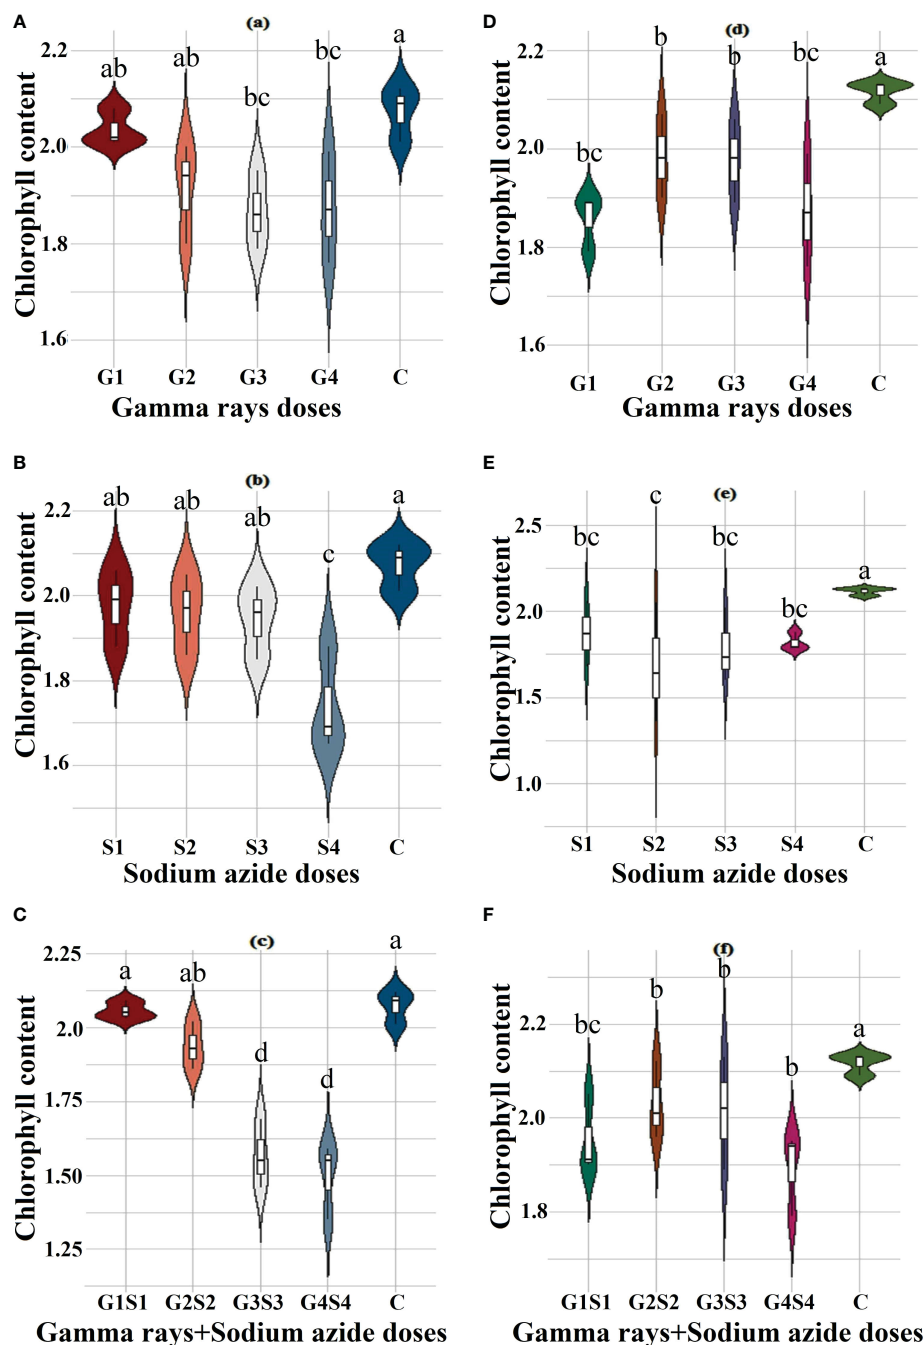 A
(a)
Chlorophyll content
2.2
2.0
1.8
1.6
ab
ab
bc
bc
a
G1 G2 G3 G4 C
Gamma rays doses
D
(d)
Chlorophyll content
2.2
2.0
1.8
1.6
bc
b
b
bc
a
G1 G2 G3 G4 C
Gamma rays doses
B
(b)
Chlorophyll content
2.2
2.0
1.8
1.6
ab
ab
ab
c
a
S1 S2 S3 S4 C
Sodium azide doses
E
(e)
Chlorophyll content
2.5
2.0
1.5
1.0
bc
c
bc
bc
a
S1 S2 S3 S4 C
Sodium azide doses
C
(c)
Chlorophyll content
2.25
2.0
1.75
1.50
1.25
a
ab
d
d
a
G1S1 G2S2 G3S3 G4S4 C
Gamma rays+Sodium azide doses
F
(f)
Chlorophyll content
2.2
2.0
1.8
bc
b
b
b
a
G1S1 G2S2 G3S3 G4S4 C
Gamma rays+Sodium azide doses